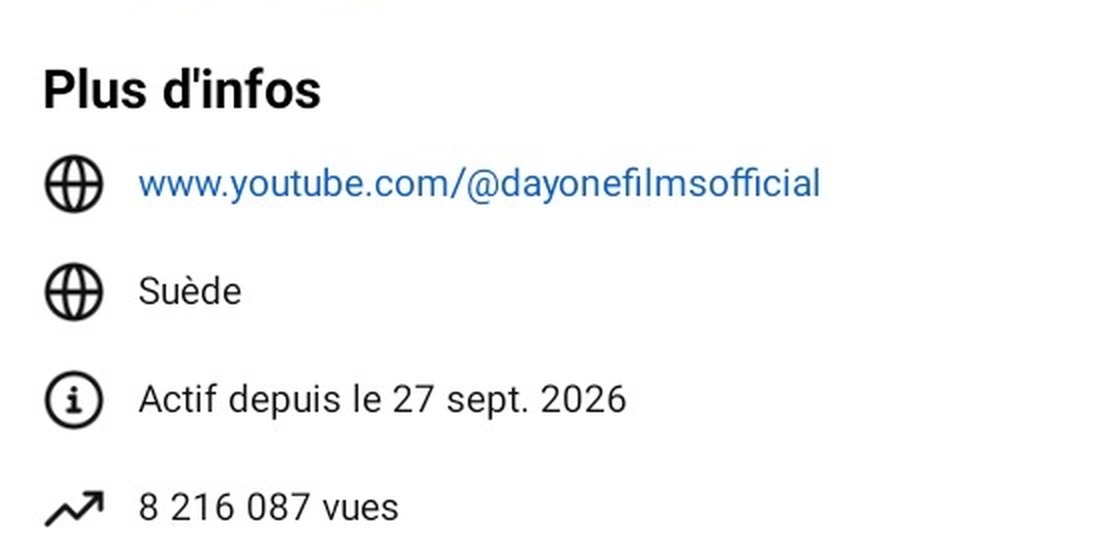 Plus d'infos
www.youtube.com/@dayonefilmsofficial
Suède
Actif depuis le 27 sept. 2026
8 216 087 vues